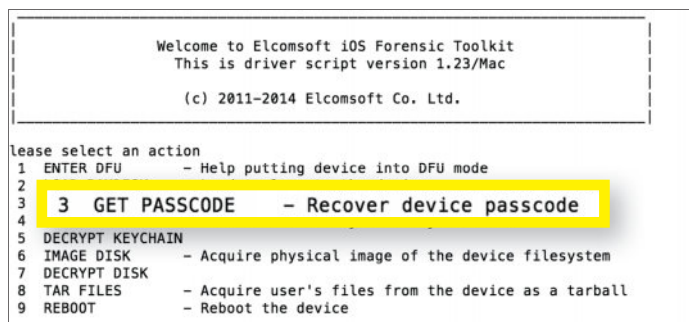 Welcome to Elcomsoft iOS Forensic Toolkit
This is driver script version 1.23/Mac
(c) 2011-2014 Elcomsoft Co. Ltd.
lease select an action
1 ENTER DFU - Help putting device into DFU mode
2
3
3 GET PASSCODE - Recover device passcode
4
5 DECRYPT KEYCHAIN
6 IMAGE DISK - Acquire physical image of the device filesystem
7 DECRYPT DISK
8 TAR FILES - Acquire user's files from the device as a tarball
9 REBOOT - Reboot the device